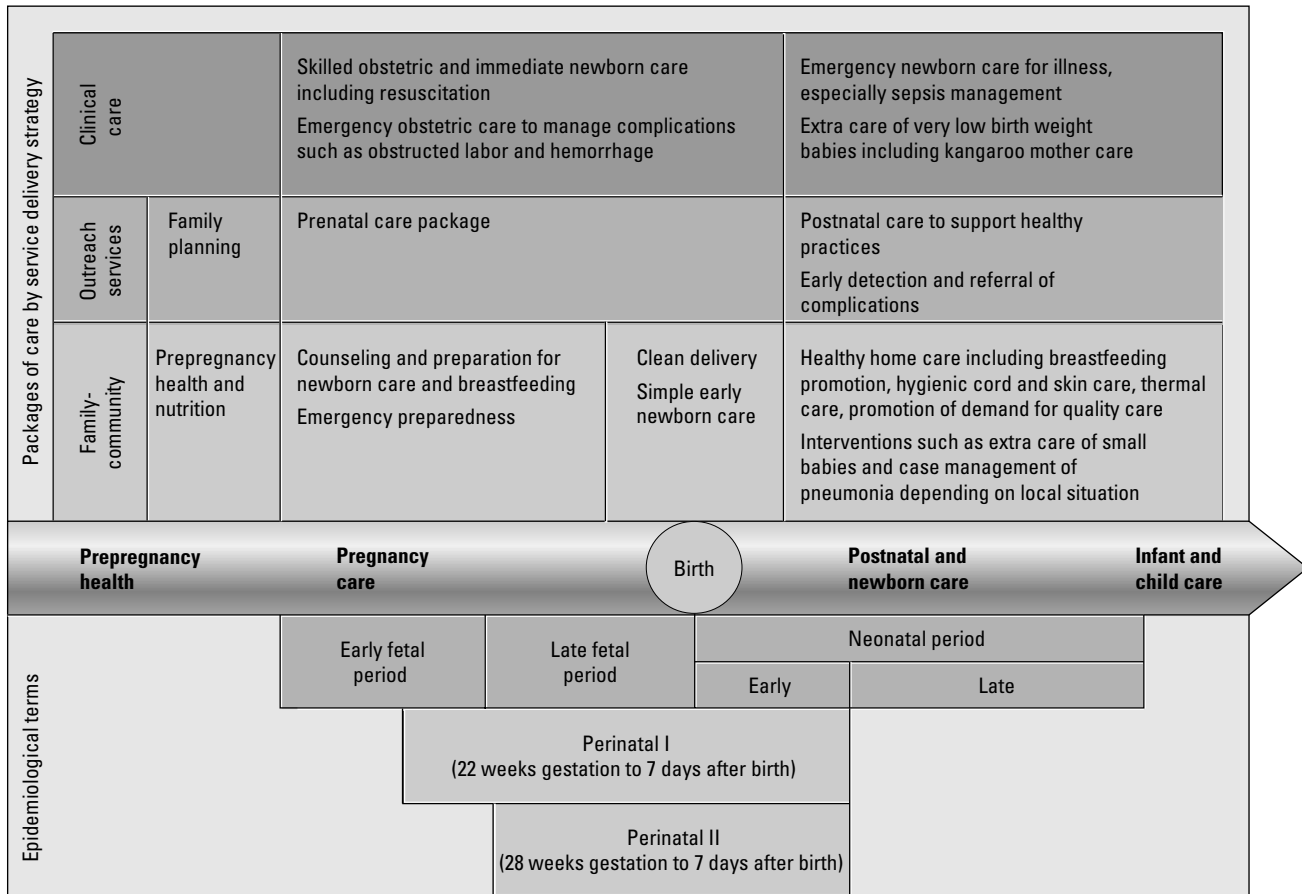 Packages of care by service delivery strategy
Clinical
care
Skilled obstetric and immediate newborn care
including resuscitation
Emergency obstetric care to manage complications
such as obstructed labor and hemorrhage
Emergency newborn care for illness,
especially sepsis management
Extra care of very low birth weight
babies including kangaroo mother care
Outreach
services
Family
planning
Prenatal care package
Postnatal care to support healthy
practices
Early detection and referral of
complications
Family-
community
Prepregnancy
health and
nutrition
Counseling and preparation for
newborn care and breastfeeding
Emergency preparedness
Clean delivery
Simple early
newborn care
Healthy home care including breastfeeding
promotion, hygienic cord and skin care, thermal
care, promotion of demand for quality care
Interventions such as extra care of small
babies and case management of
pneumonia depending on local situation
Prepregnancy
health
Pregnancy
care
Birth
Postnatal and
newborn care
Infant and
child care
Epidemiological terms
Early fetal
period
Late fetal
period
Neonatal period
Early
Late
Perinatal I
(22 weeks gestation to 7 days after birth)
Perinatal II
(28 weeks gestation to 7 days after birth)